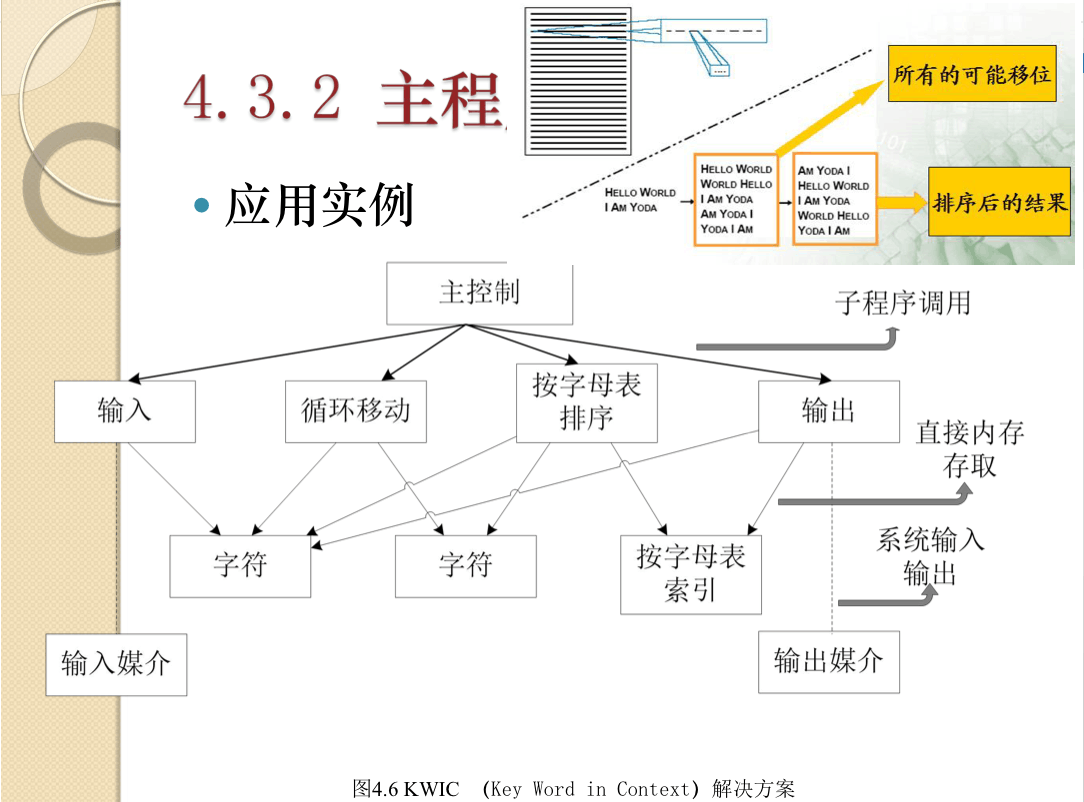 4.3.2 主程
所有的可能移位
101
HELLO WORLD
I AM YODA
HELLO WORLD
WORLD HELLO
I AM YODA
AM YODA I
YODA I AM
AM YODA I
HELLO WORLD
I AM YODA
WORLD HELLO
YODA I AM
排序后的结果
应用实例
主控制
子程序调用
输入
循环移动
按字母表
排序
输出
直接内存
存取
字符
字符
按字母表
索引
系统输入
输出
输入媒介
输出媒介
图4.6 KWIC （Key Word in Context）解决方案